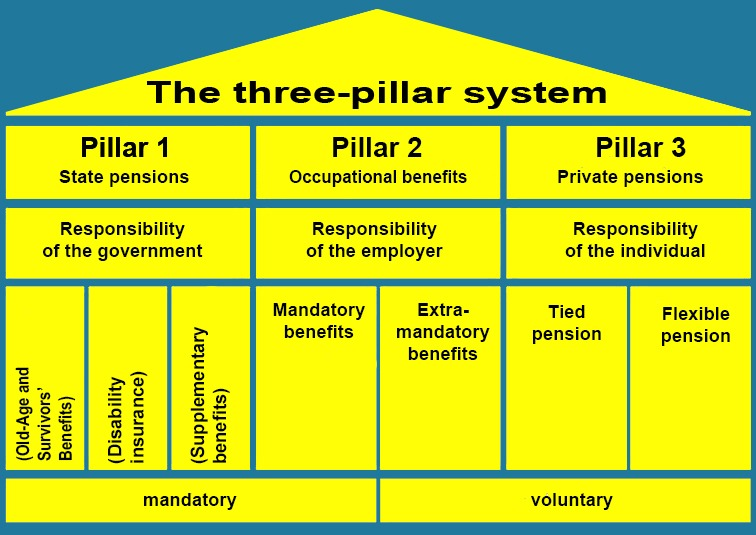 The three-pillar system
Pillar 1
State pensions
Pillar 2
Occupational benefits
Pillar 3
Private pensions
Responsibility
of the government
Responsibility
of the employer
Responsibility
of the individual
(Old-Age and
Survivors’
Benefits)
(Disability
insurance)
(Supplementary
benefits)
Mandatory
benefits
Extra-
mandatory
benefits
Tied
pension
Flexible
pension
mandatory
voluntary